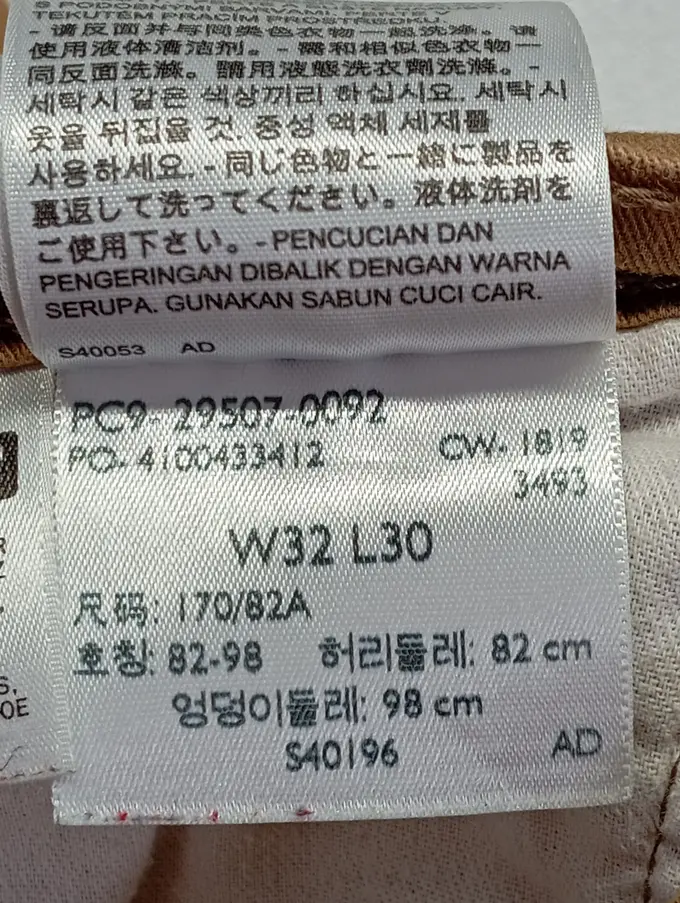 S PODOBNÝMI BARVAMI.
TEKUTÉM PRACÍM PROSTŘEDKU.
- 请反面并与同类色衣物一起洗涤。请
使用液体清洁剂。- 需和相似色衣物一
同反面洗滌。請用液態洗衣劑洗滌。-
세탁시 같은 색상끼리 하십시요. 세탁시
옷을 뒤집을 것. 중성 액체 세제를
사용하세요. - 同じ色物と一緒に製品を
裏返して洗ってください。液体洗剤を
ご使用下さい。- PENCUCIAN DAN
PENGERINGAN DIBALIK DENGAN WARNA
SERUPA. GUNAKAN SABUN CUCI CAIR.
S40053 AD
PC9- 29507-0092
PO- 4100433412 CW- 1819
3493
W32 L30
尺码: 170/82A
호칭: 82-98 허리둘레: 82 cm
엉덩이둘레: 98 cm
S40196 AD
R
S,
OE